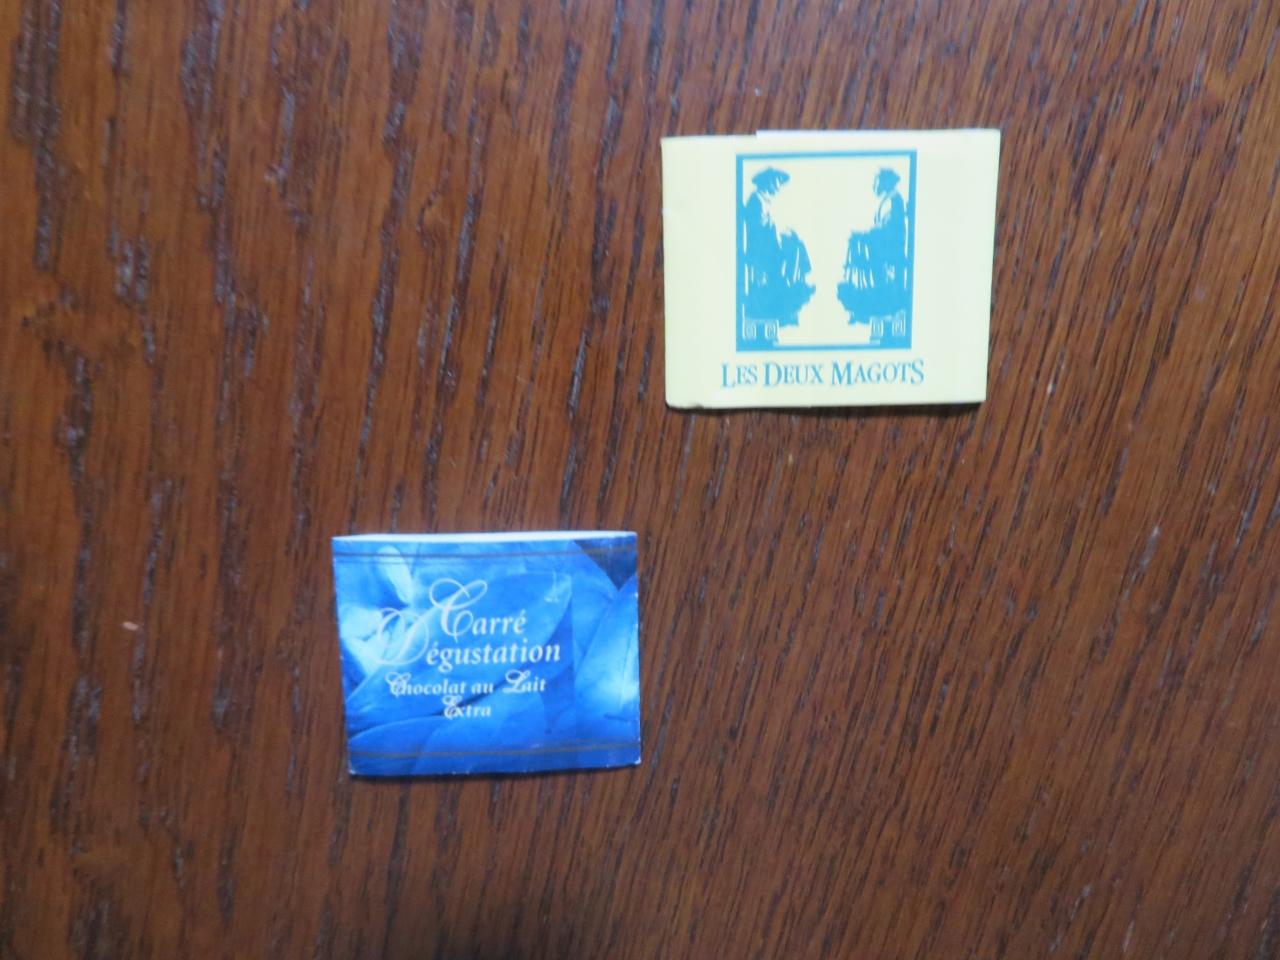 LES DEUX MAGOTS
Carré
Dégustation
Chocolat au Lait
Extra